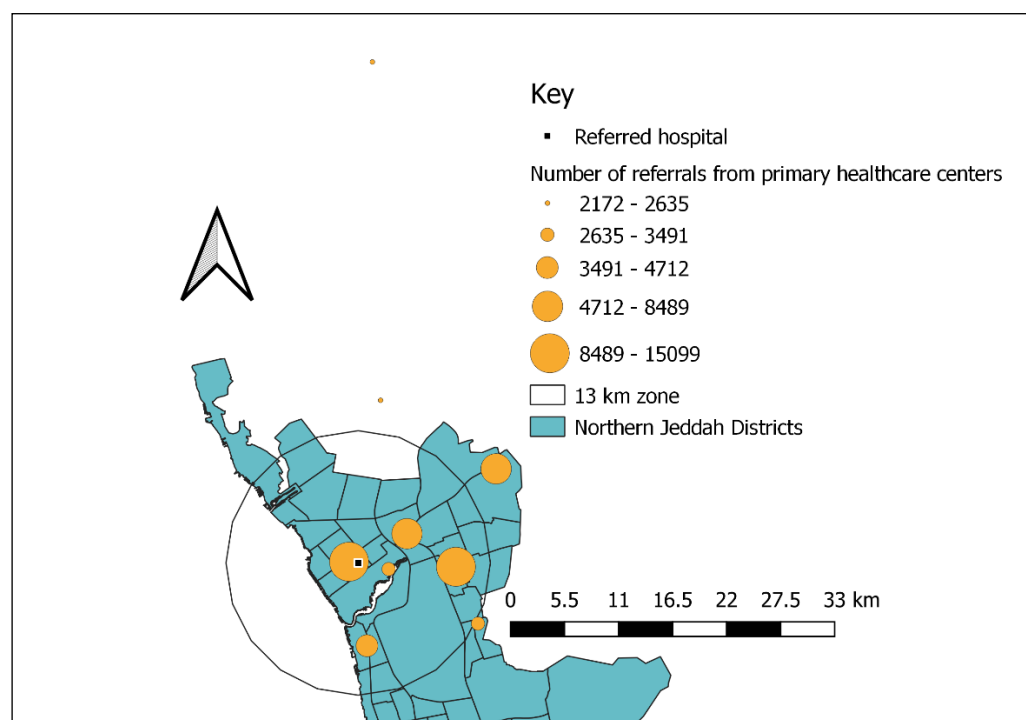 Key
Referred hospital
Number of referrals from primary healthcare centers
2172 - 2635
2635 - 3491
3491 - 4712
4712 - 8489
8489 - 15099
13 km zone
Northern Jeddah Districts
0 5.5 11 16.5 22 27.5 33 km